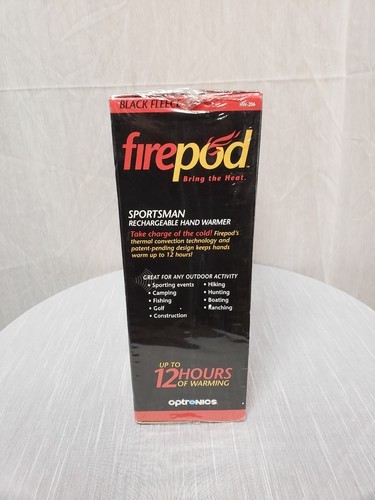 BLACK FLEECE
HW-206
firepod
Bring the Heat.
SPORTSMAN
RECHARGEABLE HAND WARMER
Take charge of the cold! Firepod's
thermal convection technology and
patent-pending design keeps hands
warm up to 12 hours!
GREAT FOR ANY OUTDOOR ACTIVITY
• Sporting events • Hiking
• Camping • Hunting
• Fishing • Boating
• Golf • Ranching
• Construction
UP TO
12 HOURS
OF WARMING
OPTRONICS